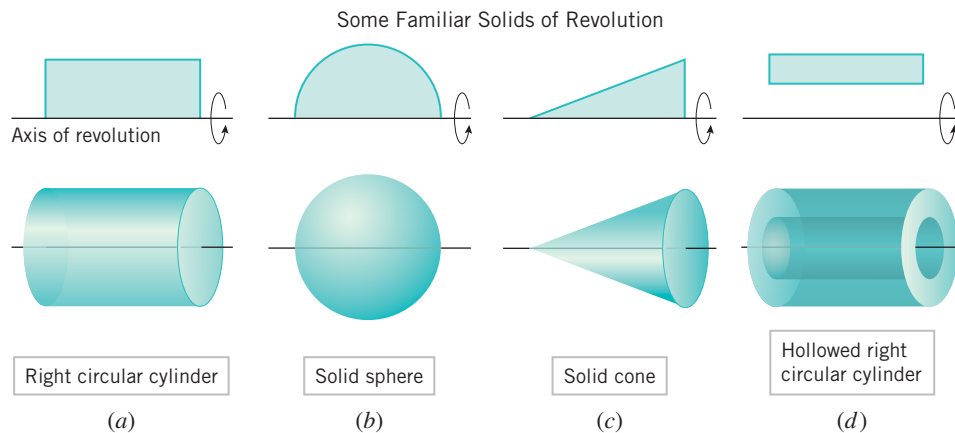 Some Familiar Solids of Revolution
Axis of revolution
Right circular cylinder
Solid sphere
Solid cone
Hollowed right
circular cylinder
(a)
(b)
(c)
(d)